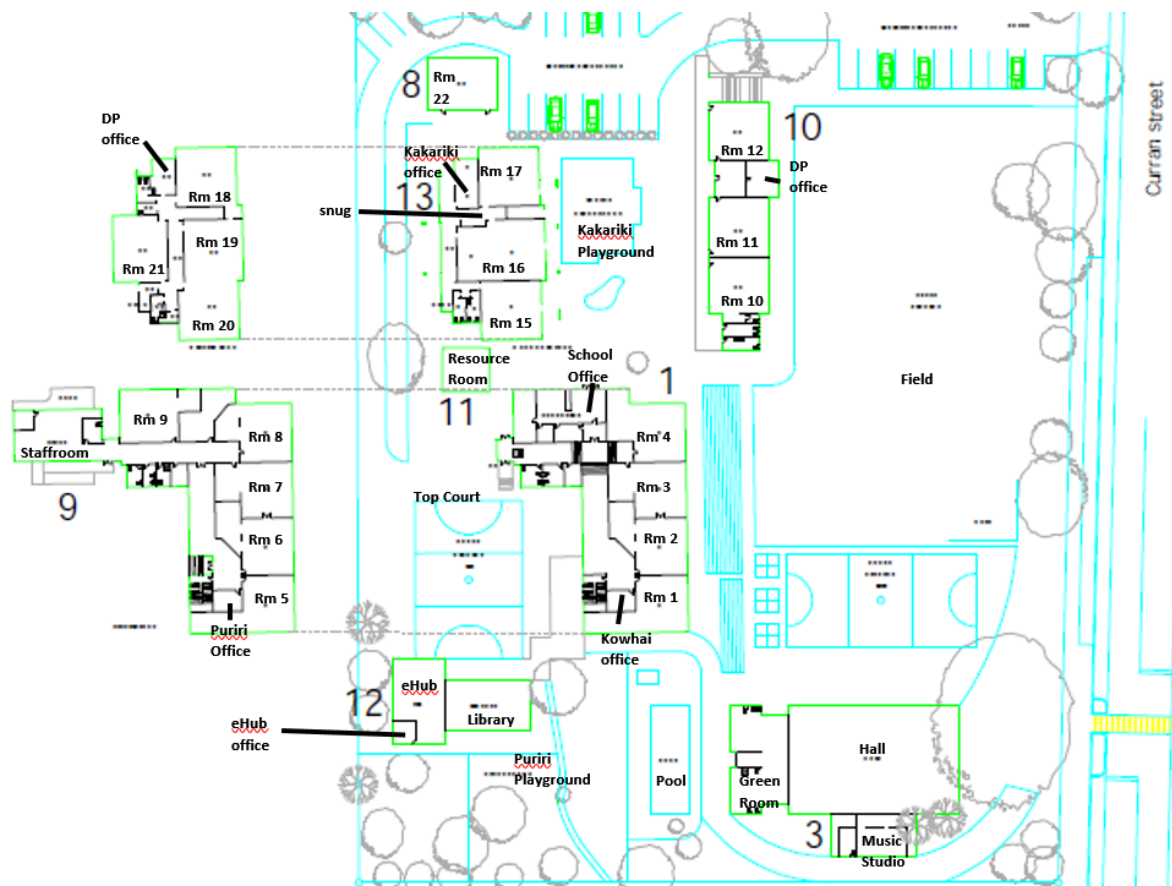 Rm
22
8
DP
office
10
Rm 12
Kakariki
office
Rm 17
13
DP
office
Curran street
Rm 18
snug
Kakariki
Playground
Rm 19
Rm 11
Rm 21
Rm 16
Rm 10
Rm 20
Rm 15
Resource
Room
School
Office
1
Field
11
Rm 9
Rm 8
Rm 4
Staffroom
9
Rm 7
Rm 3
Top Court
Rm 6
Rm 2
Rm 5
Rm 1
Puriri
Office
Kowhai
office
eHub
12
Library
eHub
office
Puriri
Playground
Pool
Green
Room
Hall
3
Music
Studio